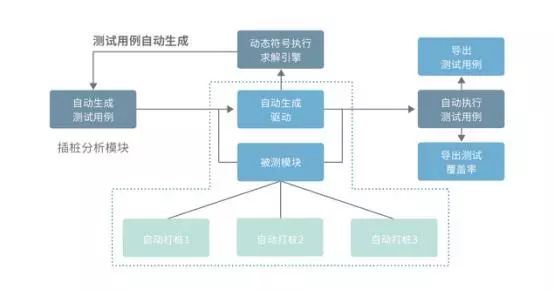 测试用例自动生成
动态符号执行
求解引擎
导出
测试用例
自动生成
测试用例
自动生成
驱动
自动执行
测试用例
插桩分析模块
被测模块
导出测试
覆盖率
自动打桩1
自动打桩2
自动打桩3